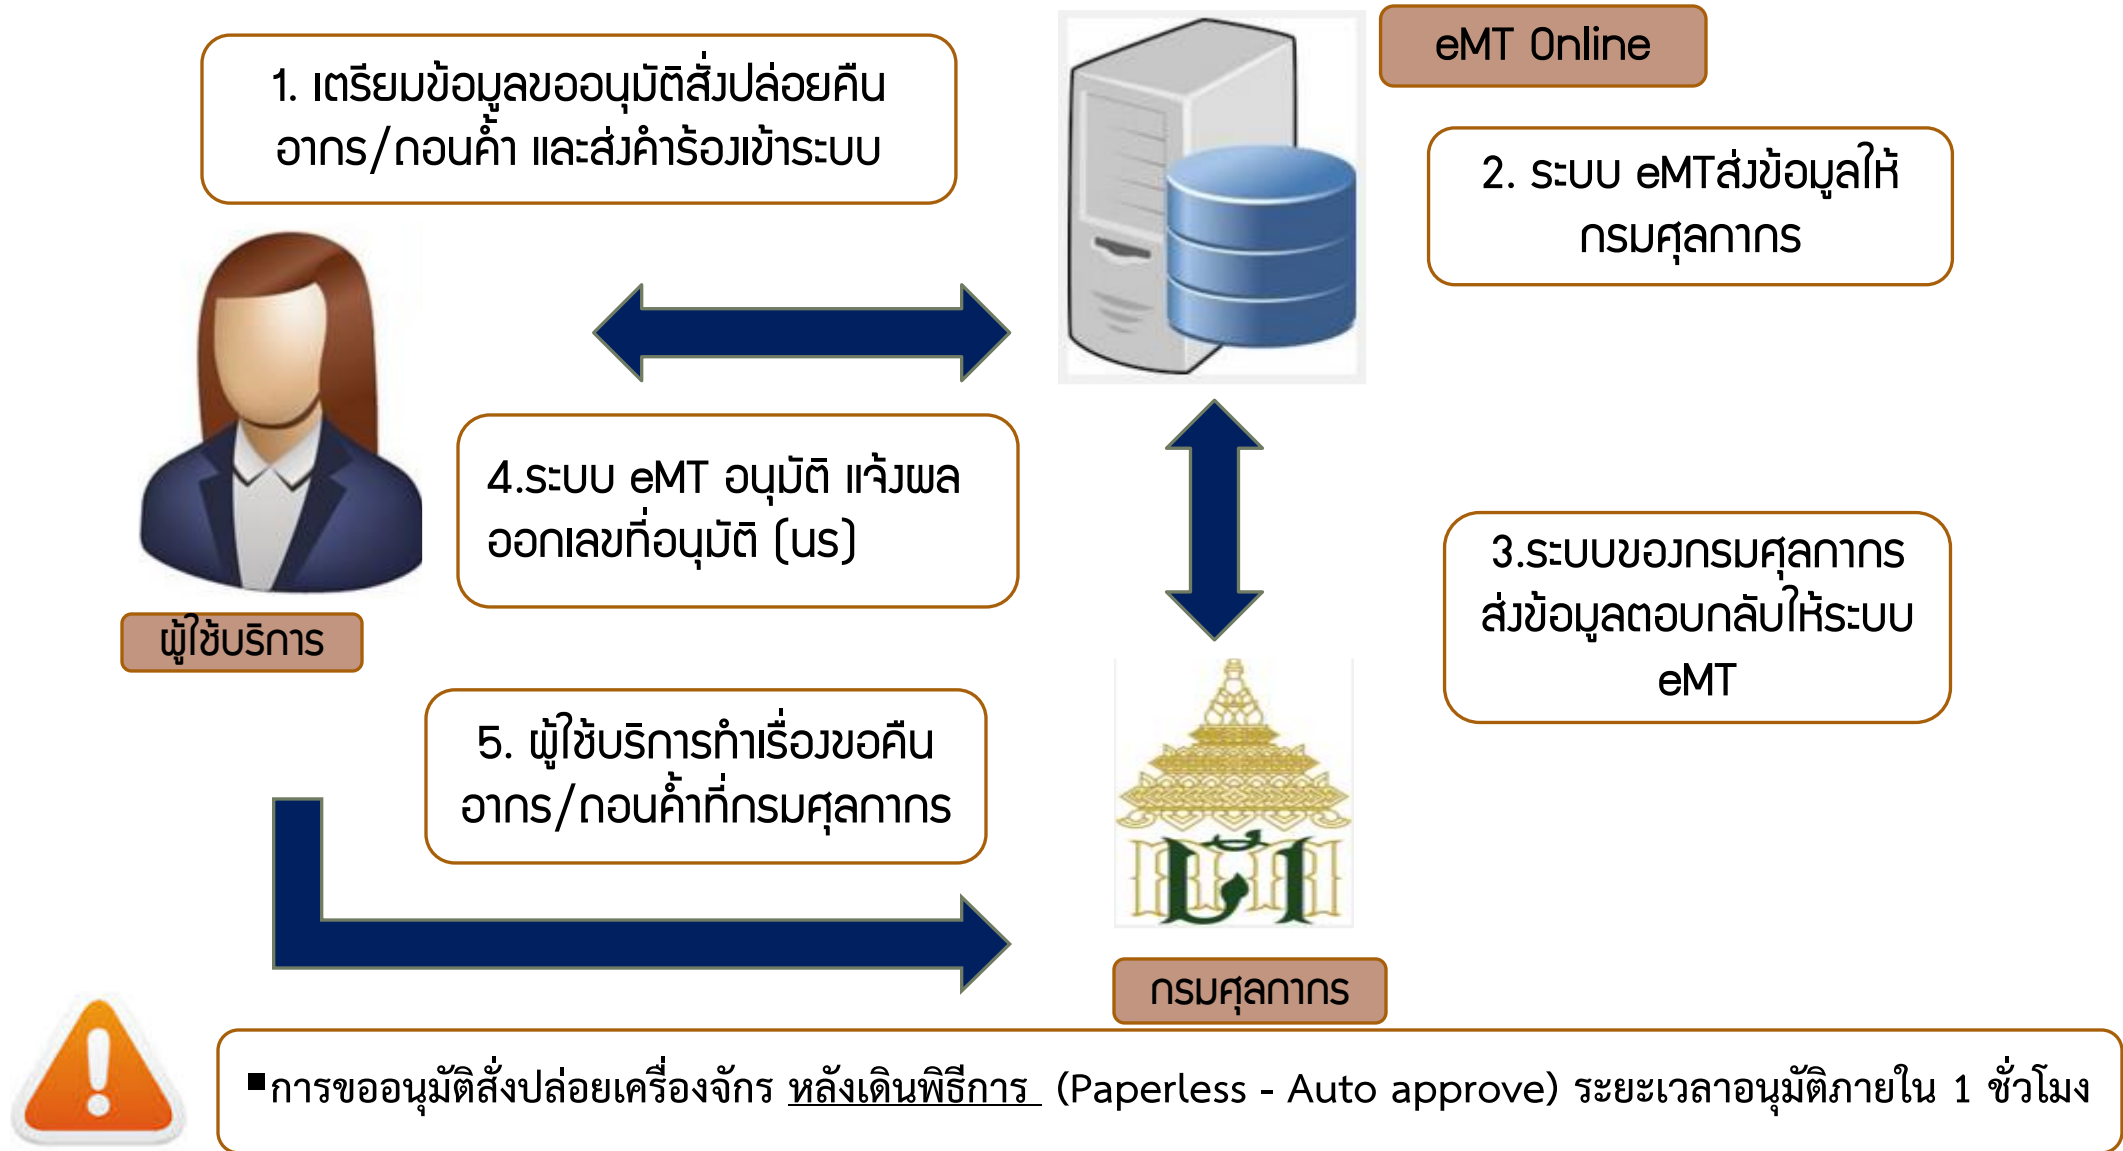 eMT Online
1. เตรียมข้อมูลขออนุมัติสั่งปล่อยคืน
อากร/ถอนค้ำ และส่งคำร้องเข้าระบบ
2. ระบบ eMTส่งข้อมูลให้
กรมศุลกากร
4.ระบบ eMT อนุมัติ แจ้งผล
ออกเลขที่อนุมัติ (นร)
3.ระบบของกรมศุลกากร
ส่งข้อมูลตอบกลับให้ระบบ
eMT
ผู้ใช้บริการ
5. ผู้ใช้บริการทำเรื่องขอคืน
อากร/ถอนค้ำที่กรมศุลกากร
กรมศุลกากร
▪การขออนุมัติสั่งปล่อยเครื่องจักร หลังเดินพิธีการ (Paperless - Auto approve) ระยะเวลาอนุมัติภายใน 1 ชั่วโมง